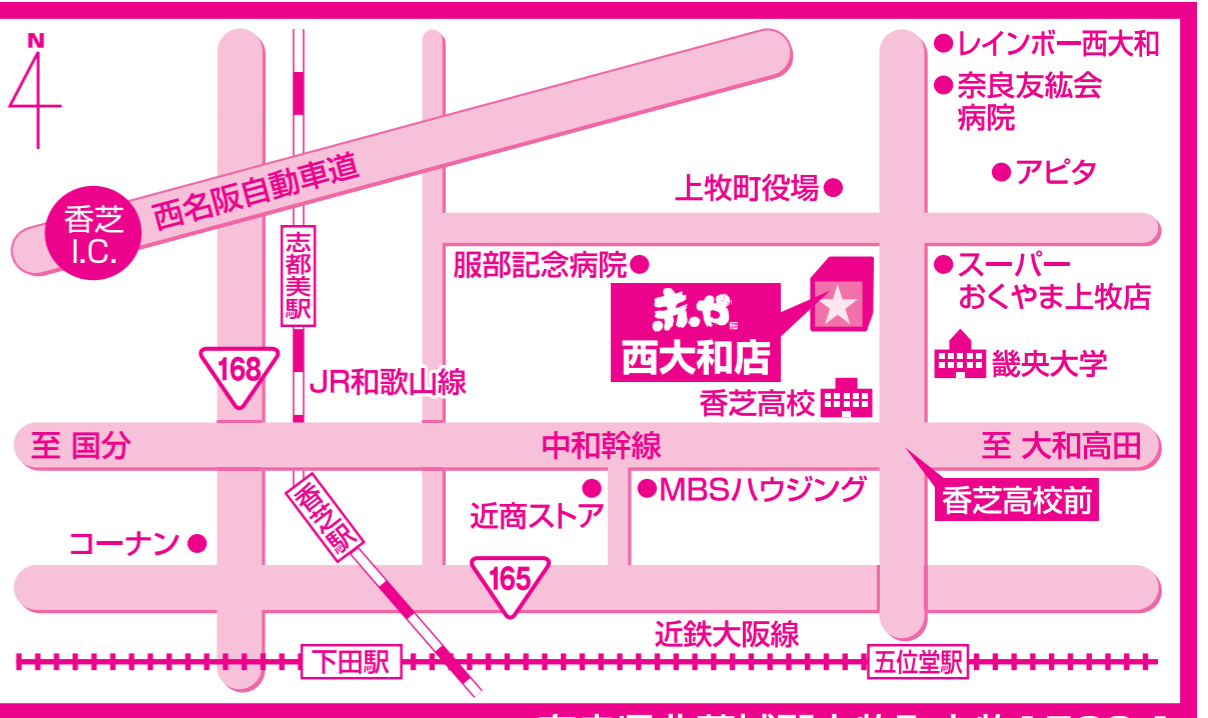 N
レインボー西大和
奈良友紘会
病院
アピタ
上牧町役場
西名阪自動車道
香芝
I.C.
志都美駅
服部記念病院
スーパー
おくやま上牧店
赤や
西大和店
畿央大学
168
JR和歌山線
香芝高校
至 国分
中和幹線
至 大和高田
香芝駅
近商ストア
MBSハウジング
香芝高校前
コーナン
165
近鉄大阪線
下田駅
五位堂駅